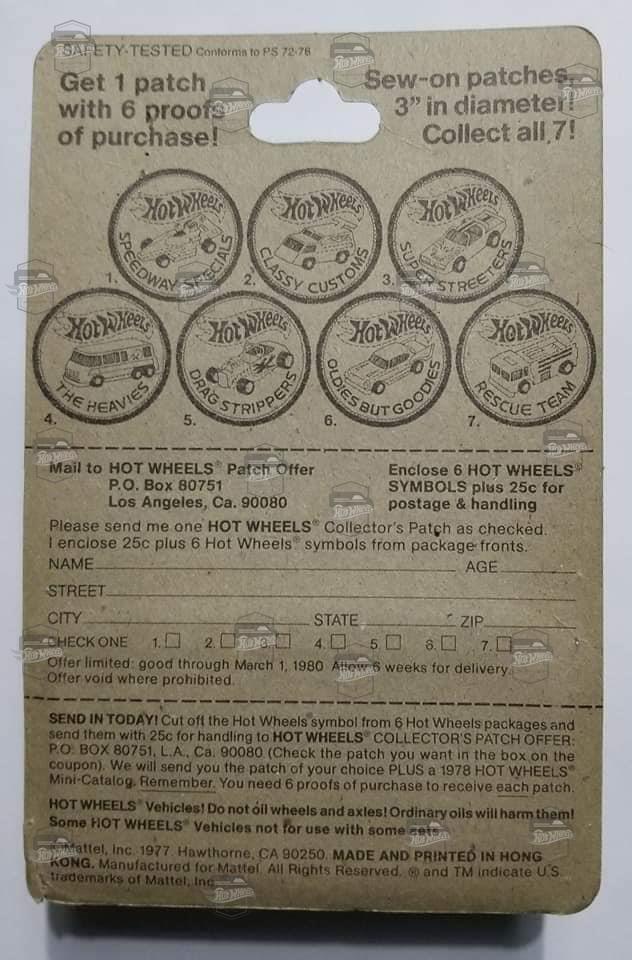 SAFETY-TESTED Conforms to PS 72-76
Get 1 patch
with 6 proofs
of purchase!
Sew-on patches,
3" in diameter!
Collect all 7!
Hot Wheels
SPEEDWAY SPECIALS
1.
Hot Wheels
CLASSY CUSTOMS
2.
Hot Wheels
SUPER STREETERS
3.
Hot Wheels
THE HEAVIES
4.
Hot Wheels
DRAG STRIPPERS
5.
Hot Wheels
OLDIES BUT GOODIES
6.
Hot Wheels
RESCUE TEAM
7.
Mail to HOT WHEELS® Patch Offer
P.O. Box 80751
Los Angeles, Ca. 90080
Enclose 6 HOT WHEELS®
SYMBOLS plus 25c for
postage & handling
Please send me one HOT WHEELS® Collector's Patch as checked.
I enclose 25c plus 6 Hot Wheels® symbols from package fronts.
NAME AGE
STREET
CITY STATE ZIP
CHECK ONE 1. 2. 3. 4. 5. 6. 7.
Offer limited: good through March 1, 1980 Allow 6 weeks for delivery.
Offer void where prohibited.
SEND IN TODAY! Cut off the Hot Wheels symbol from 6 Hot Wheels packages and
send them with 25c for handling to HOT WHEELS® COLLECTOR'S PATCH OFFER:
P.O. BOX 80751, L.A., Ca. 90080 (Check the patch you want in the box on the
coupon). We will send you the patch of your choice PLUS a 1978 HOT WHEELS®
Mini-Catalog. Remember. You need 6 proofs of purchase to receive each patch.
HOT WHEELS® Vehicles! Do not oil wheels and axles! Ordinary oils will harm them!
Some HOT WHEELS® Vehicles not for use with some sets.
©Mattel, Inc. 1977. Hawthorne, CA 90250. MADE AND PRINTED IN HONG
KONG. Manufactured for Mattel. All Rights Reserved. ® and TM indicate U.S.
trademarks of Mattel, Inc.